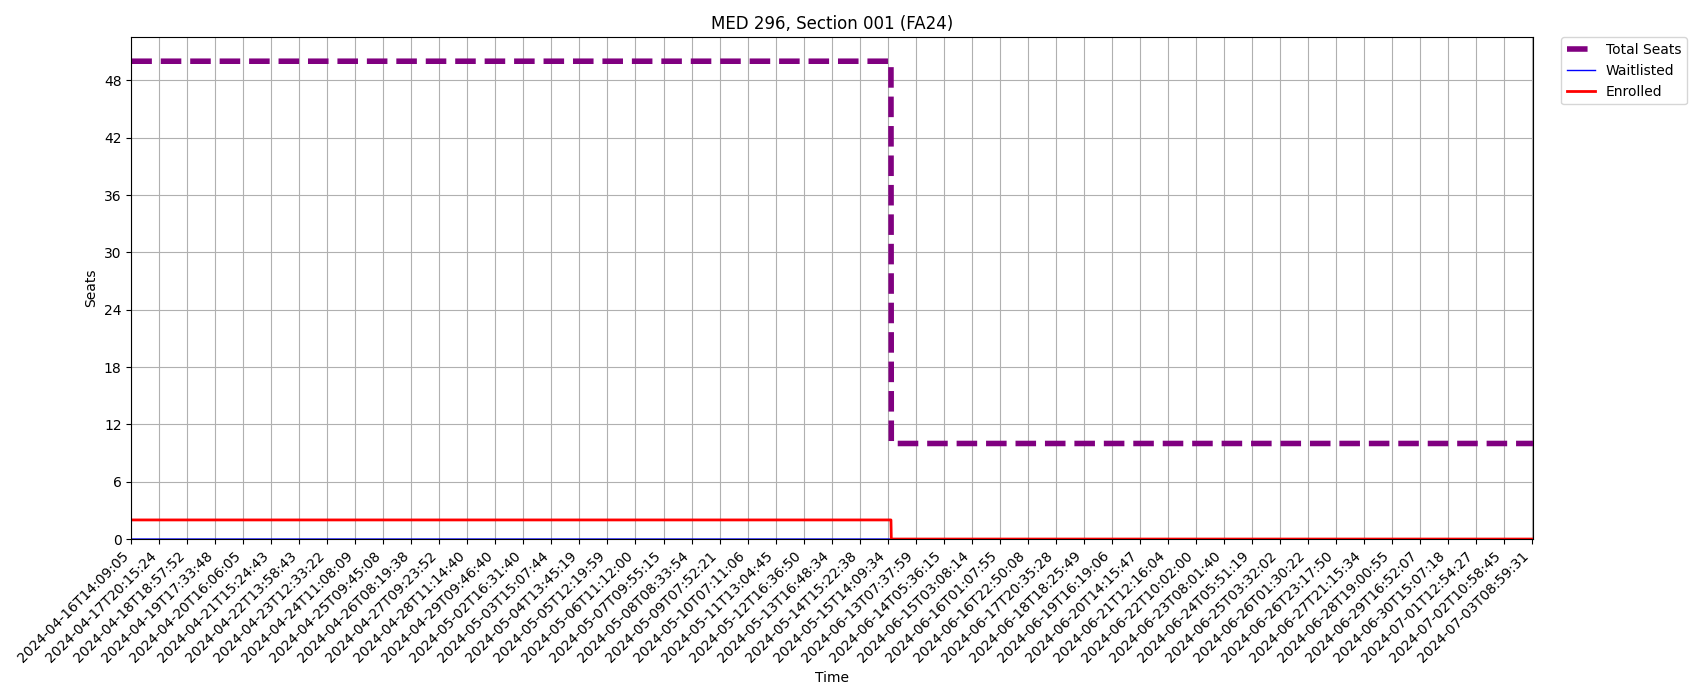 MED 296, Section 001 (FA24)
Total Seats
Waitlisted
Enrolled
Seats
48
42
36
30
24
18
12
6
0
2024-04-16T14:09:05
2024-04-17T20:15:24
2024-04-18T18:57:52
2024-04-19T17:33:48
2024-04-20T16:06:05
2024-04-21T15:24:43
2024-04-22T13:58:43
2024-04-23T12:33:22
2024-04-24T11:08:09
2024-04-25T09:45:08
2024-04-26T08:19:38
2024-04-27T09:23:52
2024-04-28T11:14:40
2024-04-29T09:46:40
2024-05-02T16:31:40
2024-05-03T15:07:44
2024-05-04T13:45:19
2024-05-05T12:19:59
2024-05-06T11:12:00
2024-05-07T09:55:15
2024-05-08T08:33:54
2024-05-09T07:52:21
2024-05-10T07:11:06
2024-05-11T13:04:45
2024-05-12T16:36:50
2024-05-13T16:48:34
2024-05-14T15:22:38
2024-05-15T14:09:34
2024-06-13T07:37:59
2024-06-14T05:36:15
2024-06-15T03:08:14
2024-06-16T01:07:55
2024-06-16T22:50:08
2024-06-17T20:35:28
2024-06-18T18:25:49
2024-06-19T16:19:06
2024-06-20T14:15:47
2024-06-21T12:16:04
2024-06-22T10:02:00
2024-06-23T08:01:40
2024-06-24T05:51:19
2024-06-25T03:32:02
2024-06-26T01:30:22
2024-06-26T23:17:50
2024-06-27T21:15:34
2024-06-28T19:00:55
2024-06-29T16:52:07
2024-06-30T15:07:18
2024-07-01T12:54:27
2024-07-02T10:58:45
2024-07-03T08:59:31
Time